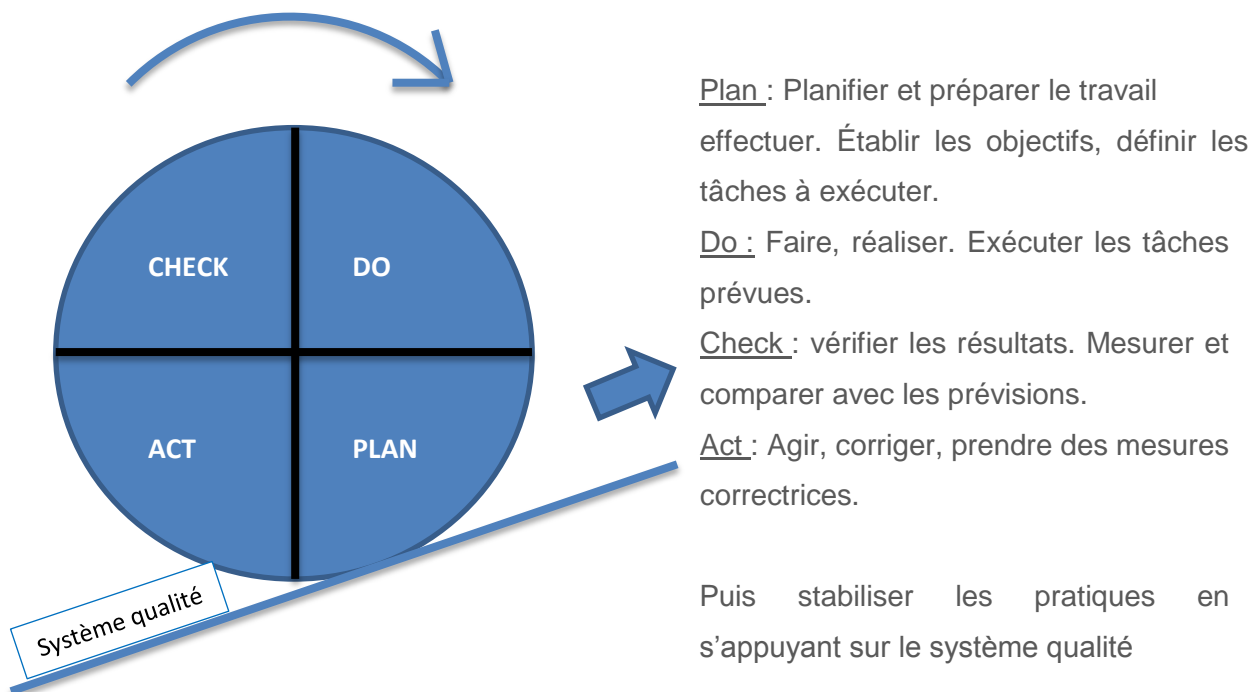 CHECK
DO
ACT
PLAN
Système qualité
Plan : Planifier et préparer le travail
effectuer. Établir les objectifs, définir les
tâches à exécuter.
Do : Faire, réaliser. Exécuter les tâches
prévues.
Check : vérifier les résultats. Mesurer et
comparer avec les prévisions.
Act : Agir, corriger, prendre des mesures
correctrices.
Puis stabiliser les pratiques en
s’appuyant sur le système qualité